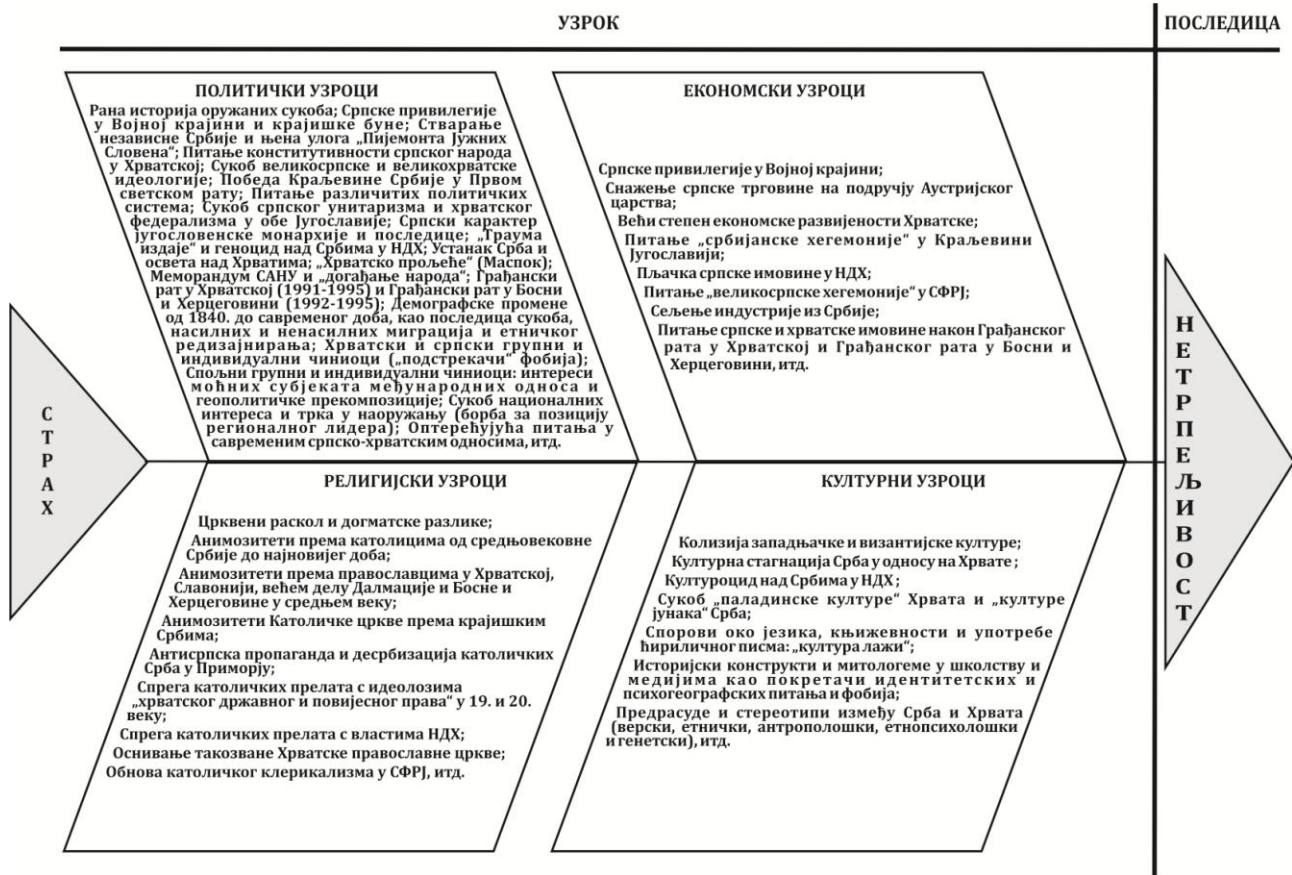 УЗРОК
ПОСЛЕДИЦА
ПОЛИТИЧКИ УЗРОЦИ
Рана историја оружаних сукоба; Српске привилегије
у Војној крајини и крајишке буне; Стварање
независне Србије и њена улога „Пијемонта Јужних
Словена“; Питање конститутивности српског народа
у Хрватској; Сукоб великосрпске и великохрватске
идеологије; Победа Краљевине Србије у Првом
светском рату; Питање различитих политичких
система; Сукоб српског унитаризма и хрватског
федерализма у обе Југославије; Српски карактер
југословенске монархије и последице; „Траума
издаје“ и геноцид над Србима у НДХ; Устанак Срба и
освета над Хрватима; „Хрватско прољеће“ (Маспок);
Меморандум САНУ и „догађање народа“; Грађански
рат у Хрватској (1991-1995) и Грађански рат у Босни
и Херцеговини (1992-1995); Демографске промене
од 1840. до савременог доба, као последица сукоба,
насилних и ненасилних миграција и етничког
редизајнирања; Хрватски и српски групни и
индивидуални чиниоци („подстрекачи“ фобија);
Спољни групни и индивидуални чиниоци: интереси
моћних субјеката међународних односа и
геополитичке прекомпозиције; Сукоб националних
интереса и трка у наоружању (борба за позицију
регионалног лидера); Оптерећујућа питања у
савременим српско-хрватским односима, итд.
ЕКОНОМСКИ УЗРОЦИ
Српске привилегије у Војној крајини;
Снажење српске трговине на подручју Аустријског
царства;
Већи степен економске развијености Хрватске;
Питање „србијанске хегемоније“ у Краљевини
Југославији;
Пљачка српске имовине у НДХ;
Питање „великосрпске хегемоније“ у СФРЈ;
Сељење индустрије из Србије;
Питање српске и хрватске имовине након Грађанског
рата у Хрватској и Грађанског рата у Босни и
Херцеговини, итд.
СТРАХ
НЕТРПЕЉИВОСТ
РЕЛИГИЈСКИ УЗРОЦИ
Црквени раскол и догматске разлике;
Анимозитети према католицима од средњовековне
Србије до најновијег доба;
Анимозитети према православцима у Хрватској,
Славонији, већем делу Далмације и Босне и
Херцеговине у средњем веку;
Анимозитети Католичке цркве према крајишким
Србима;
Антисрпска пропаганда и десрбизација католичких
Срба у Приморју;
Спрега католичких прелата с идеолозима
„хрватског државног и повијесног права“ у 19. и 20.
веку;
Спрега католичких прелата с властима НДХ;
Оснивање такозване Хрватске православне цркве;
Обнова католичког клерикализма у СФРЈ, итд.
КУЛТУРНИ УЗРОЦИ
Колизија западњачке и византијске културе;
Културна стагнација Срба у односу на Хрвате ;
Културоцид над Србима у НДХ ;
Сукоб „паладинске културе“ Хрвата и „културе
јунака“ Срба;
Спорови око језика, књижевности и употребе
ћириличног писма: „култура лажи“;
Историјски конструкти и митологеме у школству и
медијима као покретачи идентитетских и
психогеографских питања и фобија;
Предрасуде и стереотипи између Срба и Хрвата
(верски, етнички, антрополошки, етнопсихолошки
и генетски), итд.